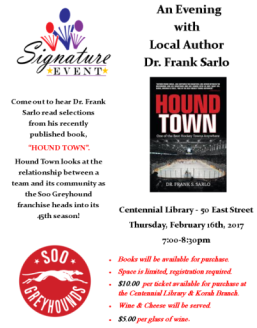 Signature
EVENT
Come out to hear Dr. Frank
Sarlo read selections
from his recently
published book,
"HOUND TOWN".
Hound Town looks at the
relationship between a
team and its community as
the Soo Greyhound
franchise heads into its
45th season!
SOO
GREYHOUNDS
An Evening
with
Local Author
Dr. Frank Sarlo
HOUND
TOWN
DR. FRANK S. SARLO
Centennial Library - 50 East Street
Thursday, February 16th, 2017
7:00-8:30pm
• Books will be available for purchase.
• Space is limited, registration required.
• $10.00 per ticket available for purchase at
the Centennial Library & Korah Branch.
• Wine & Cheese will be served.
• $5.00 per glass of wine.